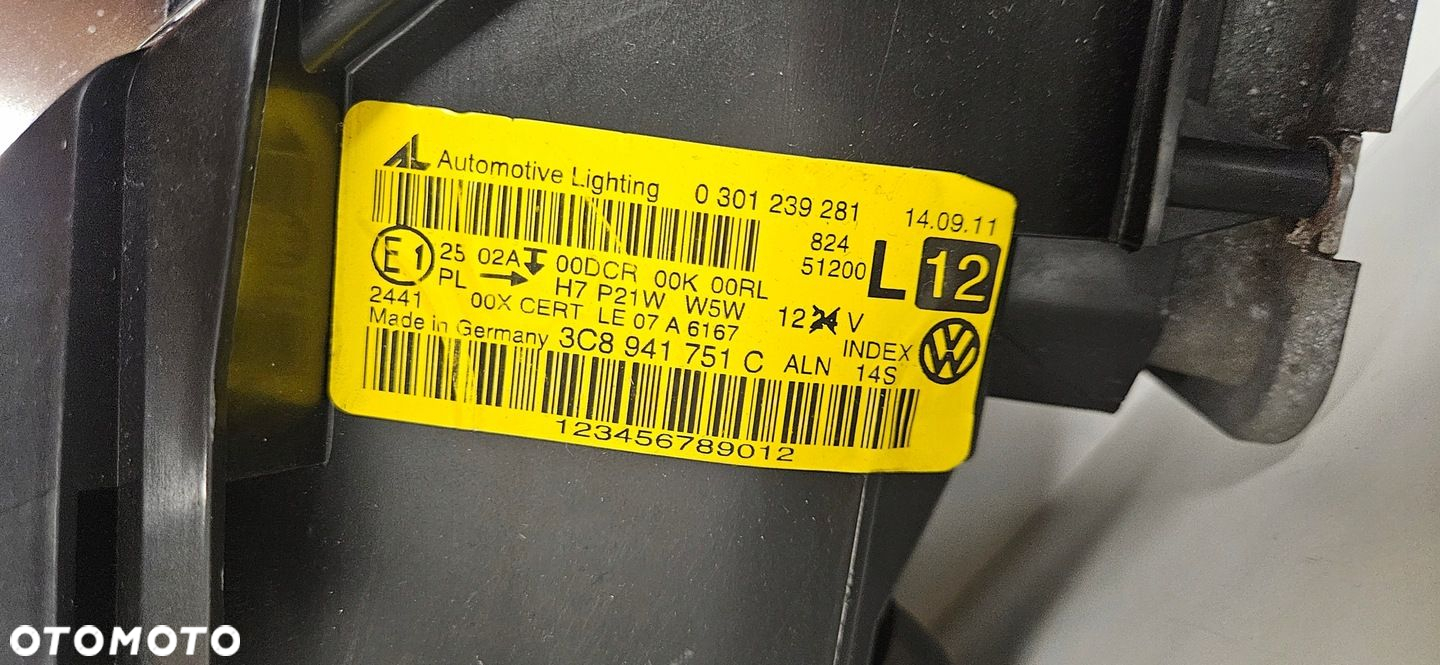 AL Automotive Lighting 0 301 239 281 14.09.11
E1 25 02A 00DCR 00K 00RL 824 L 12
PL H7 P21W W5W 51200
2441 00X CERT LE 07 A 6167 12 V
Made in Germany 3C8 941 751 C ALN INDEX 14S VW
123456789012
OTOMOTO